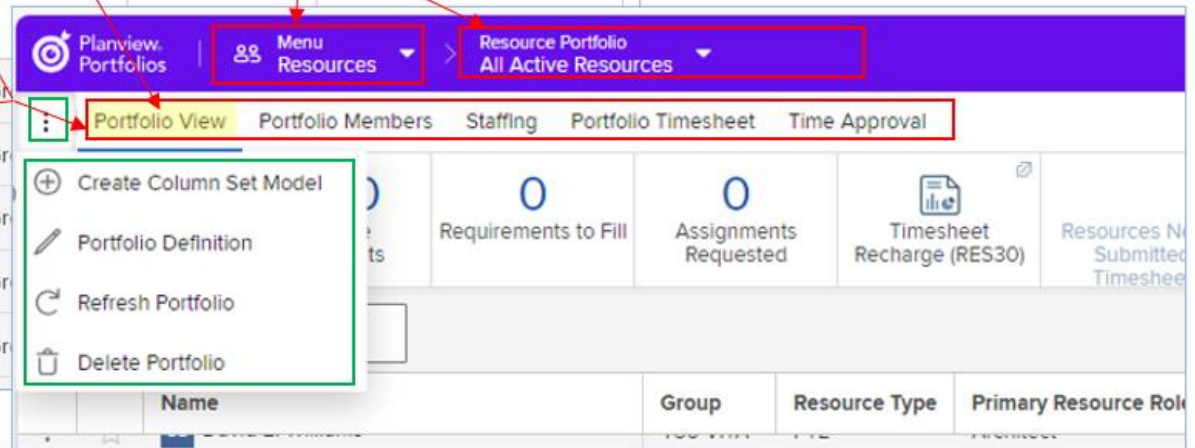 Planview.
Portfolios
Menu
Resources
Resource Portfolio
All Active Resources
Portfolio View Portfolio Members Staffing Portfolio Timesheet Time Approval
Create Column Set Model
Portfolio Definition
Refresh Portfolio
Delete Portfolio
0
Requirements to Fill
0
Assignments
Requested
Timesheet
Recharge (RES30)
Resources
Submitted
Name Group Resource Type Primary Resource Role